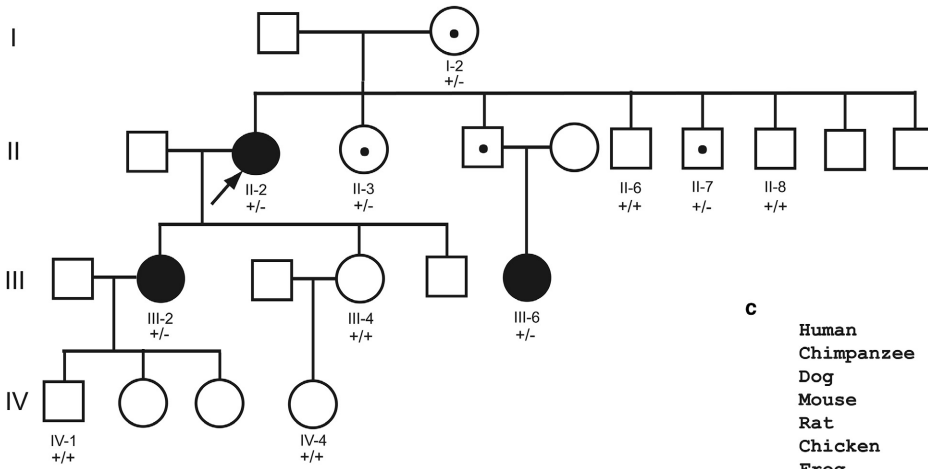 I
I-2
+/-
II
II-2
+/-
II-3
+/-
II-6
+/+
II-7
+/-
II-8
+/+
III
III-2
+/-
III-4
+/+
III-6
+/-
IV
IV-1
+/+
IV-4
+/+
c
Human
Chimpanzee
Dog
Mouse
Rat
Chicken
Frog